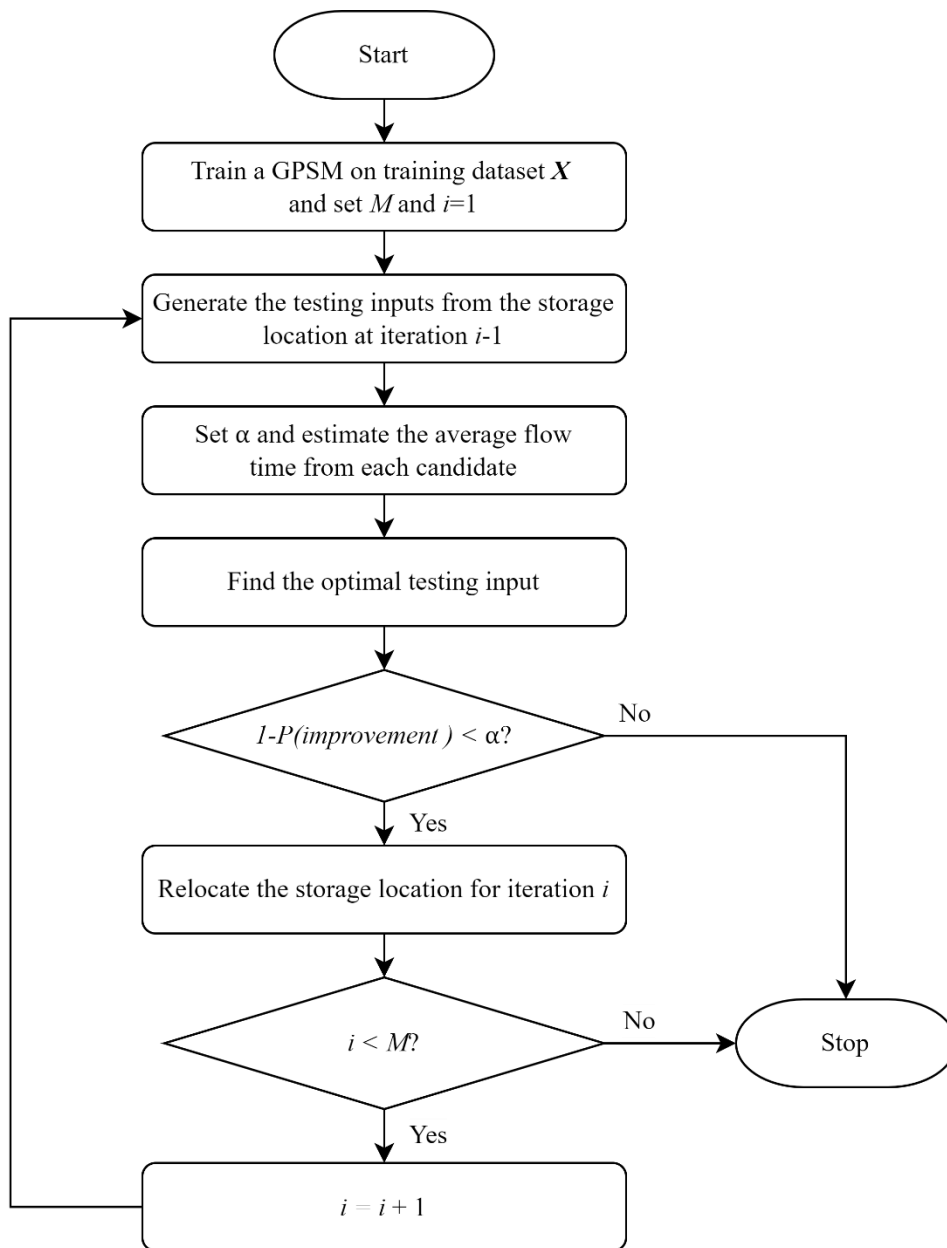 Start
Train a GPSM on training dataset X
and set M and i=1
Generate the testing inputs from the storage
location at iteration i-1
Set α and estimate the average flow
time from each candidate
Find the optimal testing input
1-P(improvement ) < α?
No
Yes
Relocate the storage location for iteration i
i < M?
No
Stop
Yes
i = i + 1